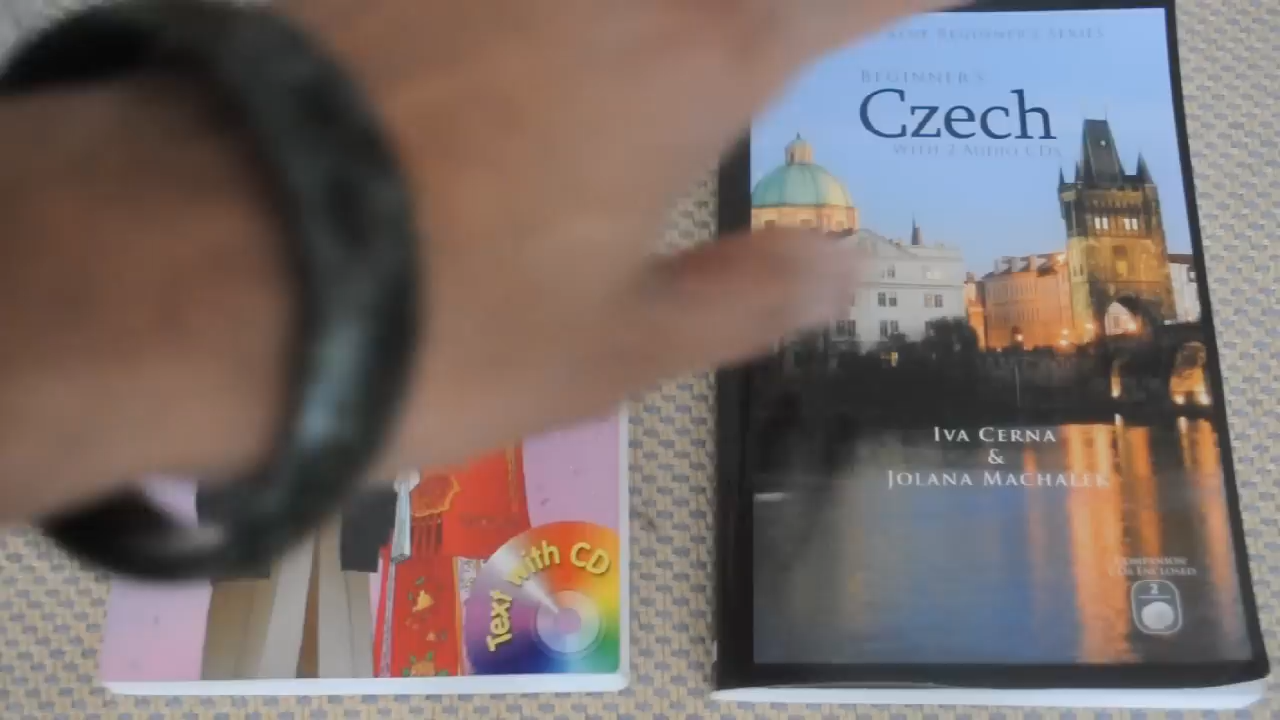 BEGINNER'S SERIES
BEGINNER'S
Czech
WITH 2 AUDIO CDs
IVA CERNA
&
JOLANA MACHALEK
COMPANION
CDs ENCLOSED
2
Text with CD